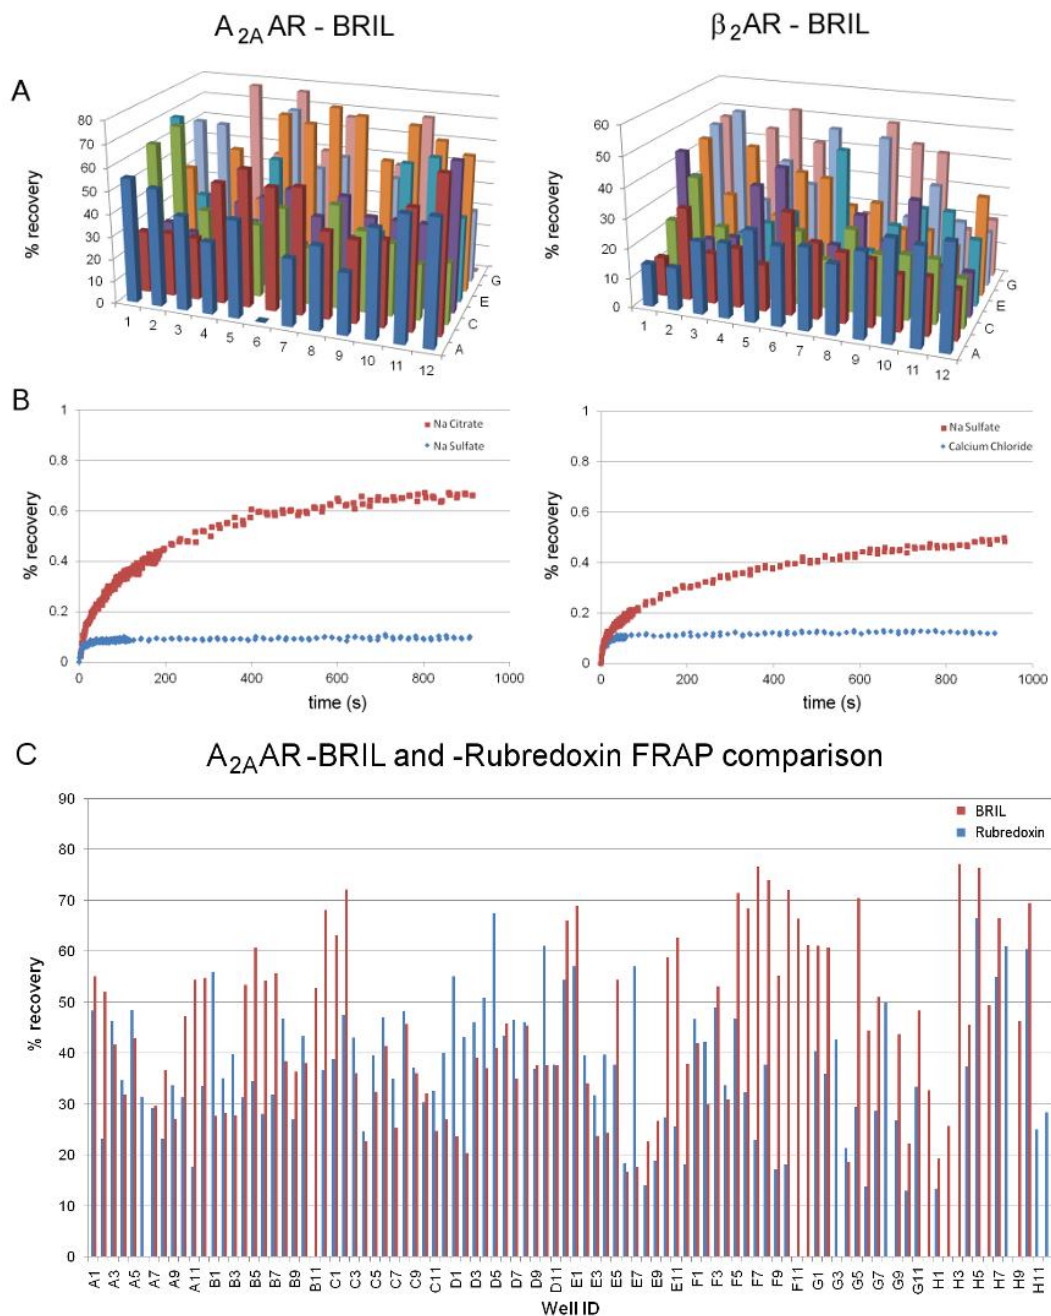 A2AAR - BRIL
β2AR - BRIL
A
% recovery
80
70
60
50
40
30
20
10
0
1 2 3 4 5 6 7 8 9 10 11 12
A C E G
% recovery
60
50
40
30
20
10
0
1 2 3 4 5 6 7 8 9 10 11 12
A C E G
B
% recovery
1
0.8
0.6
0.4
0.2
0
Na Citrate
Na Sulfate
0 200 400 600 800 1000
time (s)
% recovery
1
0.8
0.6
0.4
0.2
0
Na Sulfate
Calcium Chloride
0 200 400 600 800 1000
time (s)
C
A2AAR -BRIL and -Rubredoxin FRAP comparison
% recovery
90
80
70
60
50
40
30
20
10
0
BRIL
Rubredoxin
A1 A3 A5 A7 A9 A11 B1 B3 B5 B7 B9 B11 C1 C3 C5 C7 C9 C11 D1 D3 D5 D7 D9 D11 E1 E3 E5 E7 E9 E11 F1 F3 F5 F7 F9 F11 G1 G3 G5 G7 G9 G11 H1 H3 H5 H7 H9 H11
Well ID